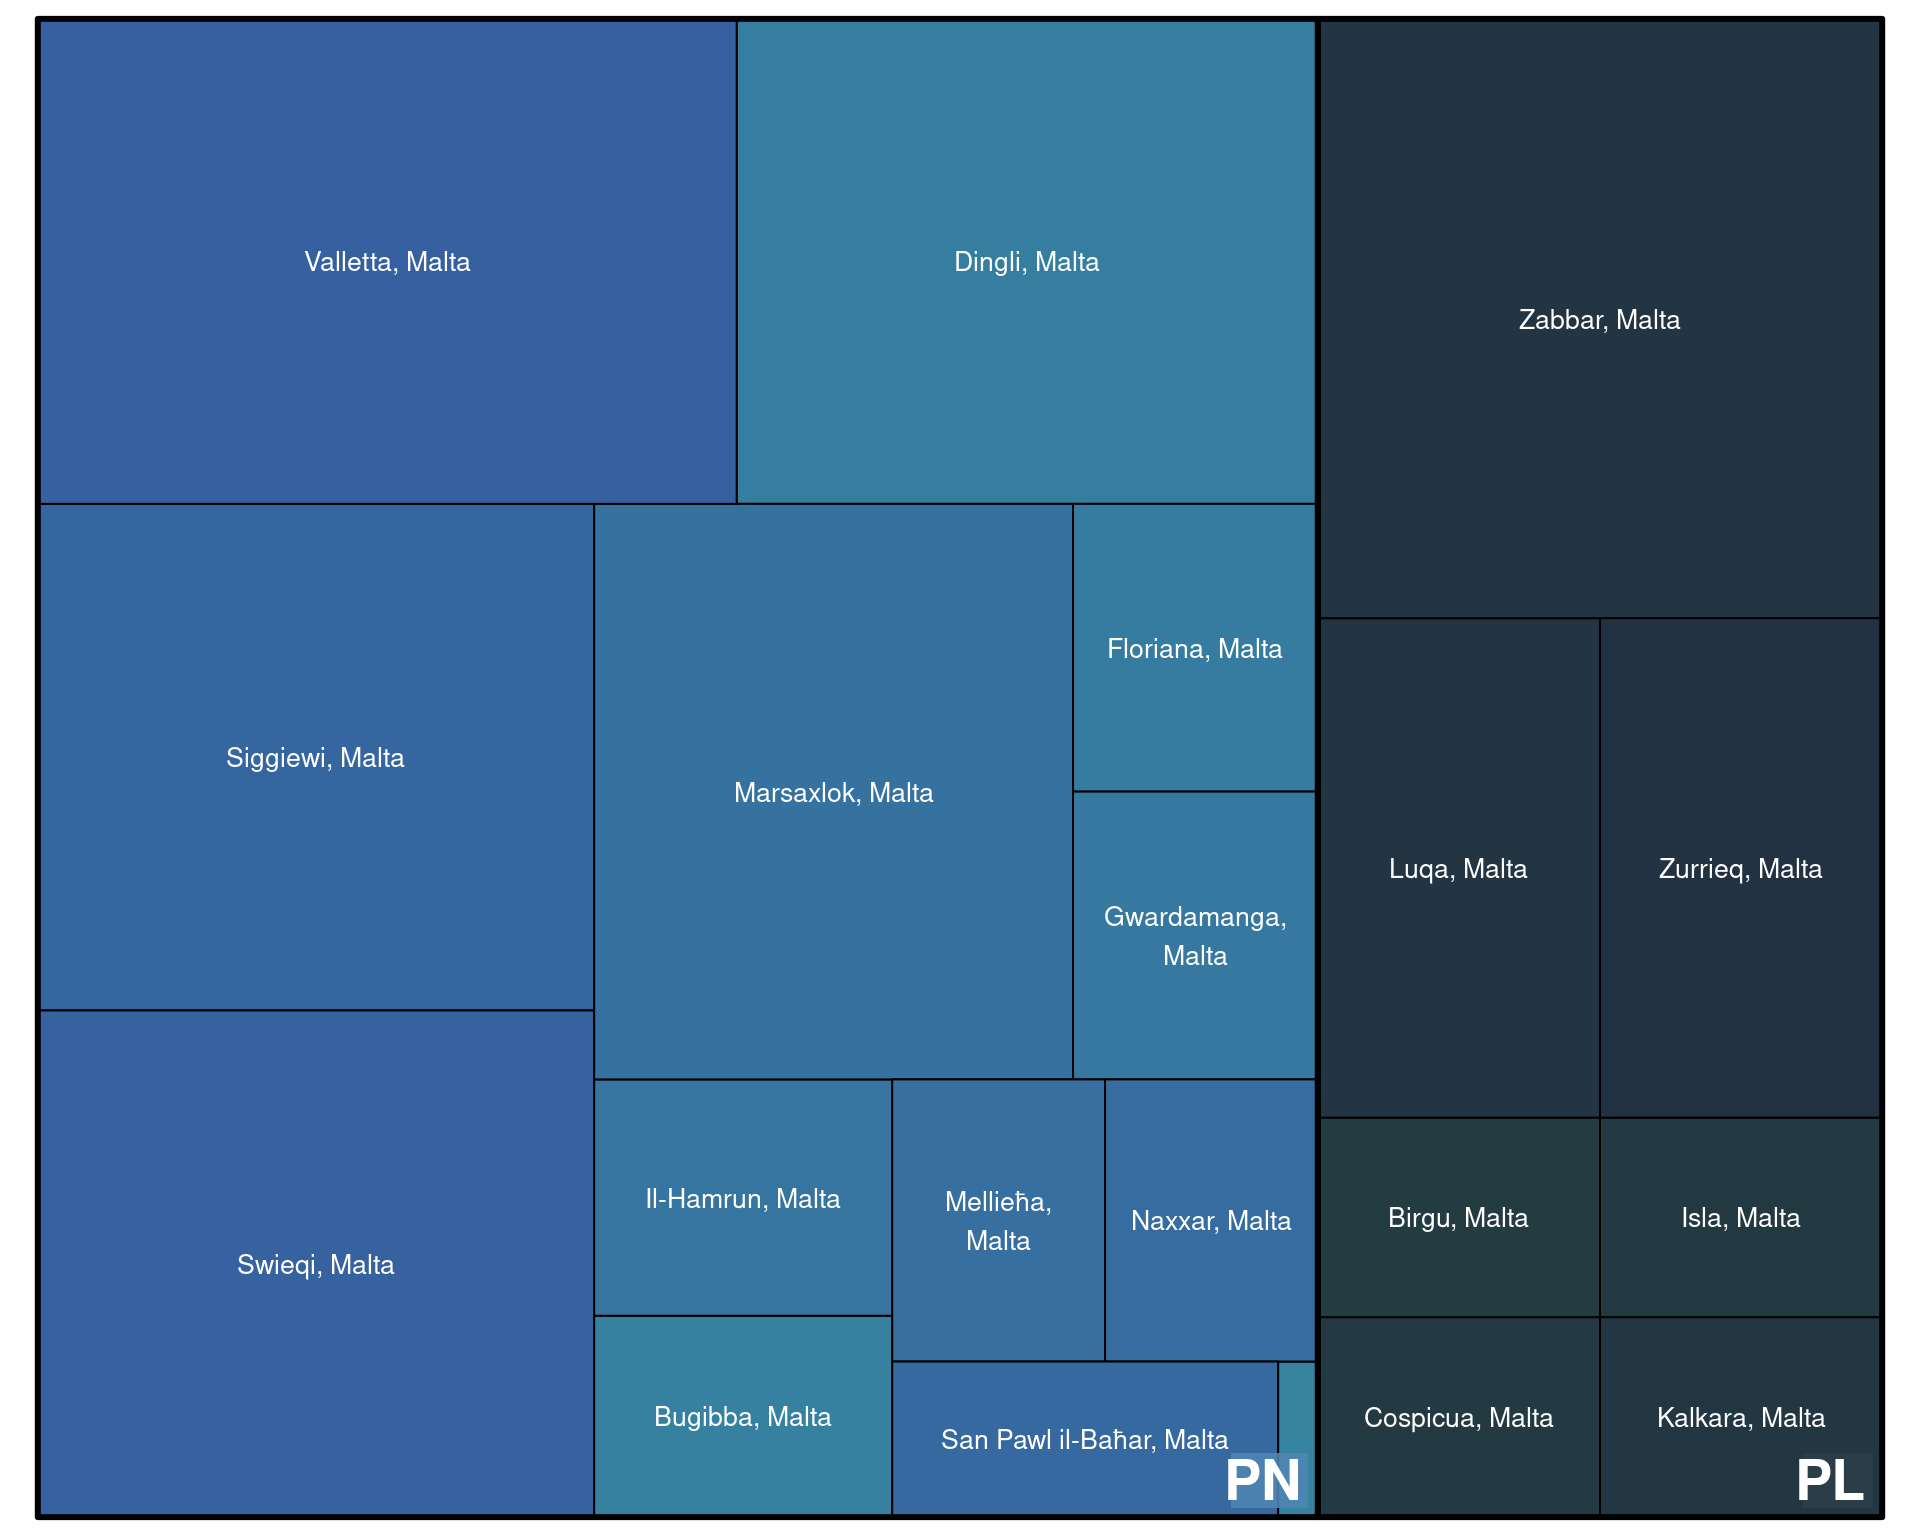 Valletta, Malta
Dingli, Malta
Zabbar, Malta
Siggiewi, Malta
Marsaxlok, Malta
Floriana, Malta
Gwardamanga,
Malta
Luqa, Malta
Zurrieq, Malta
Swieqi, Malta
Il-Hamrun, Malta
Mellieħa,
Malta
Naxxar, Malta
Birgu, Malta
Isla, Malta
Bugibba, Malta
San Pawl il-Baħar, Malta
Cospicua, Malta
Kalkara, Malta
PN
PL